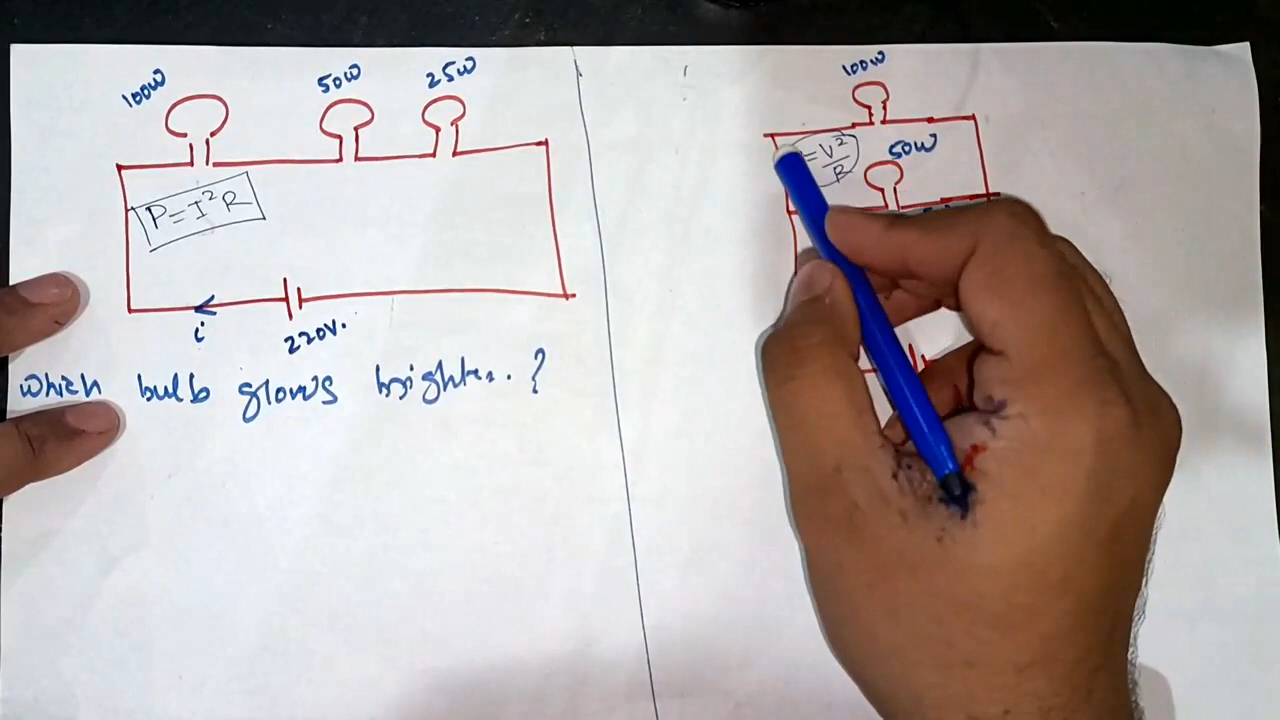 100W
50W
25W
P=I²R
i
220V.
which bulb glows brighter.?
100W
=V²/R
50W